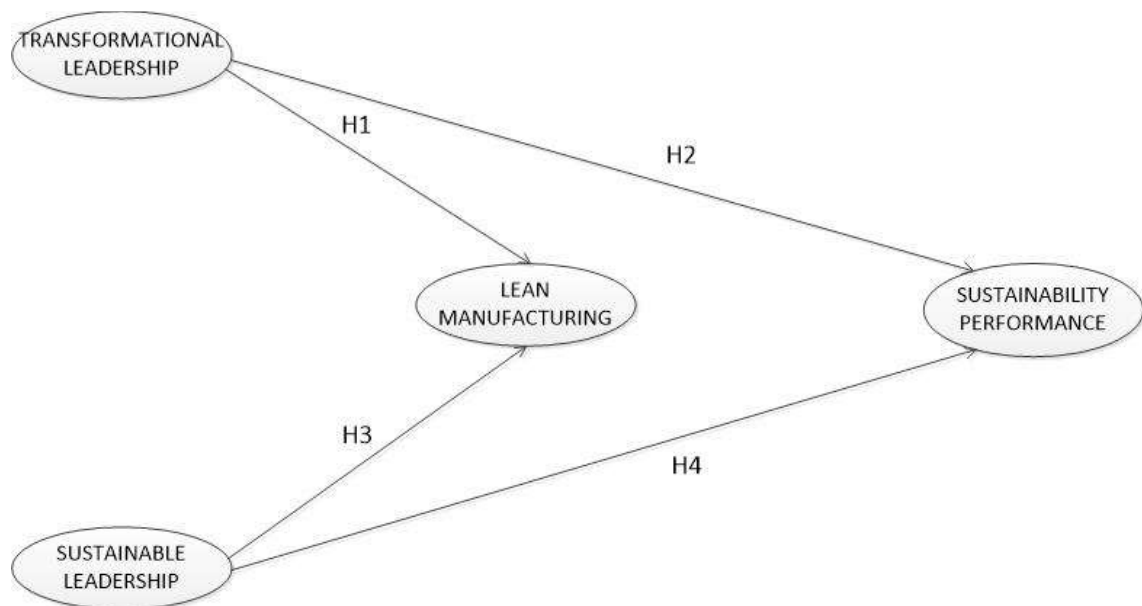 TRANSFORMATIONAL
LEADERSHIP
H1
H2
LEAN
MANUFACTURING
SUSTAINABILITY
PERFORMANCE
H3
H4
SUSTAINABLE
LEADERSHIP